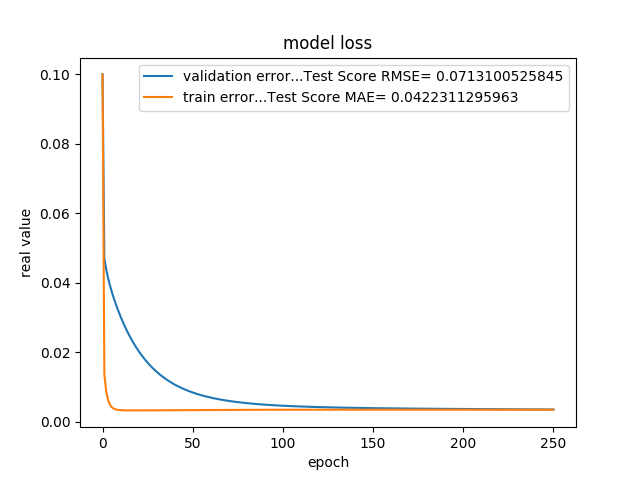 model loss
validation error...Test Score RMSE= 0.0713100525845
train error...Test Score MAE= 0.0422311295963
real value
0.10
0.08
0.06
0.04
0.02
0.00
0 50 100 150 200 250
epoch